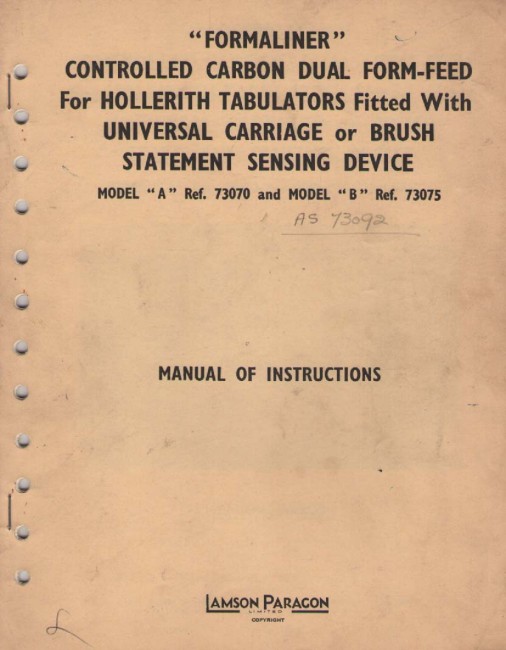 "FORMALINER"
CONTROLLED CARBON DUAL FORM-FEED
For HOLLERITH TABULATORS Fitted With
UNIVERSAL CARRIAGE or BRUSH
STATEMENT SENSING DEVICE
MODEL "A" Ref. 73070 and MODEL "B" Ref. 73075
AS 73092
MANUAL OF INSTRUCTIONS
LAMSON PARAGON
LIMITED
COPYRIGHT